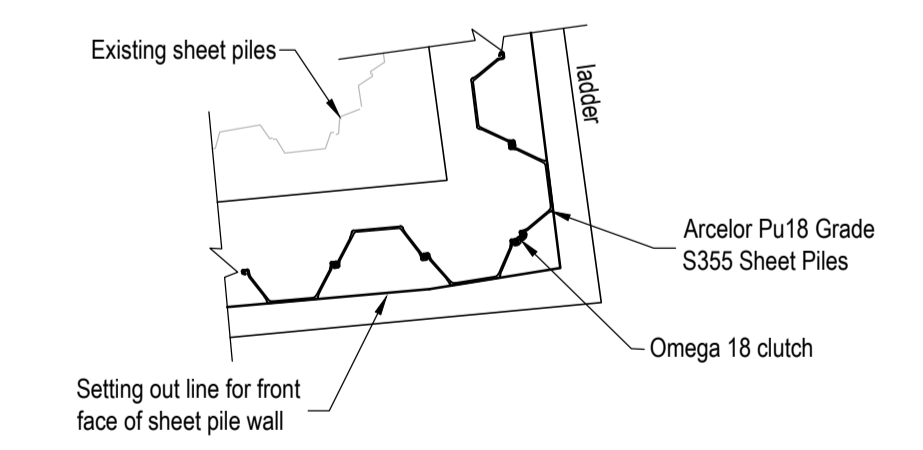 Existing sheet piles
ladder
Arcelor Pu18 Grade
S355 Sheet Piles
Omega 18 clutch
Setting out line for front
face of sheet pile wall